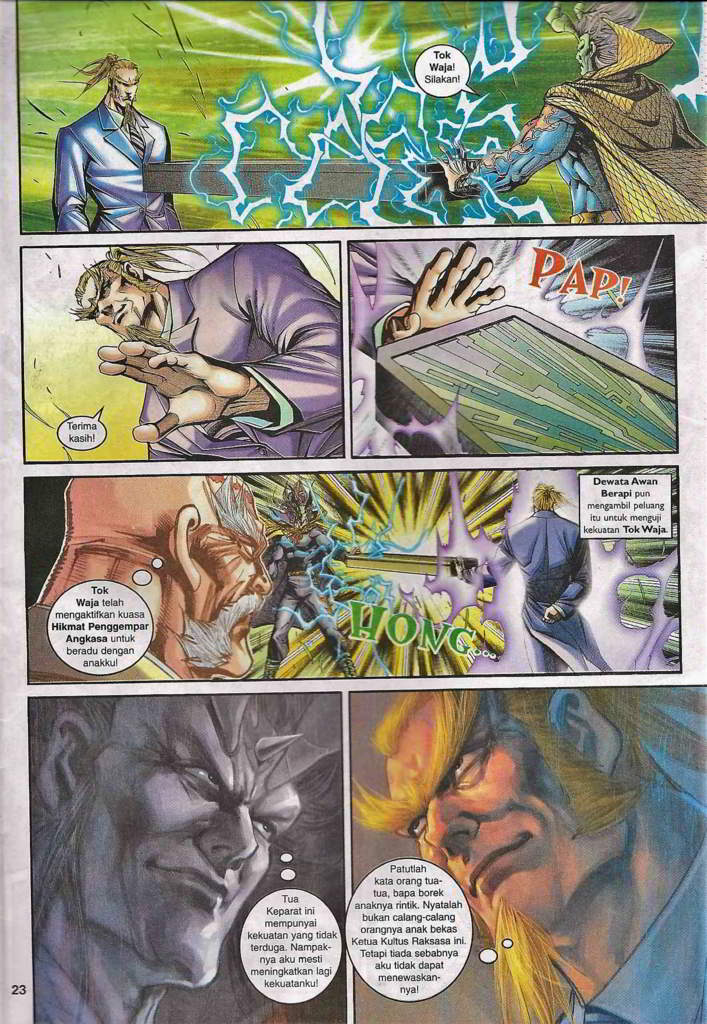 Tok
Waja!
Silakan!
Terima
kasih!
PAP!
Dewata Awan
Berapi pun
mengambil peluang
itu untuk menguji
kekuatan Tok Waja.
Tok
Waja telah
mengaktifkan kuasa
Hikmat Penggempar
Angkasa untuk
beradu dengan
anakku!
HONG...
Tua
Keparat ini
mempunyai
kekuatan yang tidak
terduga. Nampak-
nya aku mesti
meningkatkan lagi
kekuatanku!
Patutlah
kata orang tua-
tua, bapa borek
anaknya rintik. Nyatalah
bukan calang-calang
orangnya anak bekas
Ketua Kultus Raksasa ini.
Tetapi tiada sebabnya
aku tidak dapat
menewaskan-
nya!
23